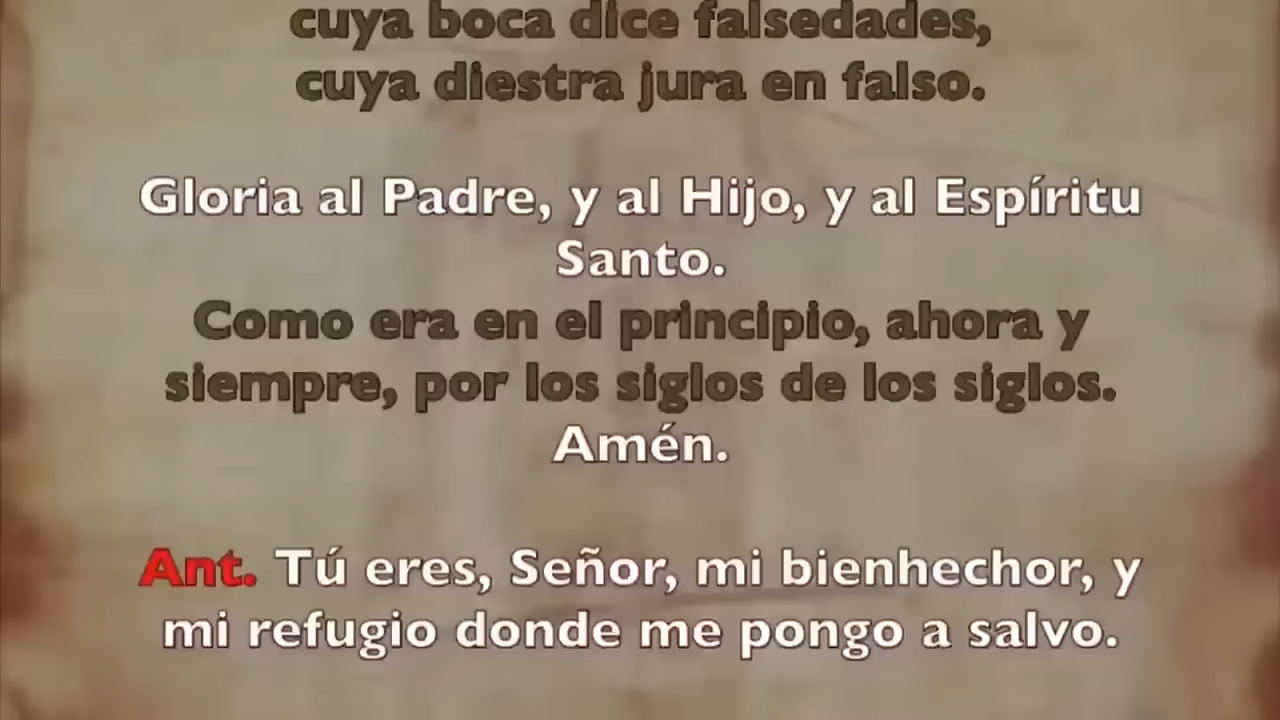 cuya boca dice falsedades,
cuya diestra jura en falso.
Gloria al Padre, y al Hijo, y al Espíritu
Santo.
Como era en el principio, ahora y
siempre, por los siglos de los siglos.
Amén.
Ant. Tú eres, Señor, mi bienhechor, y
mi refugio donde me pongo a salvo.